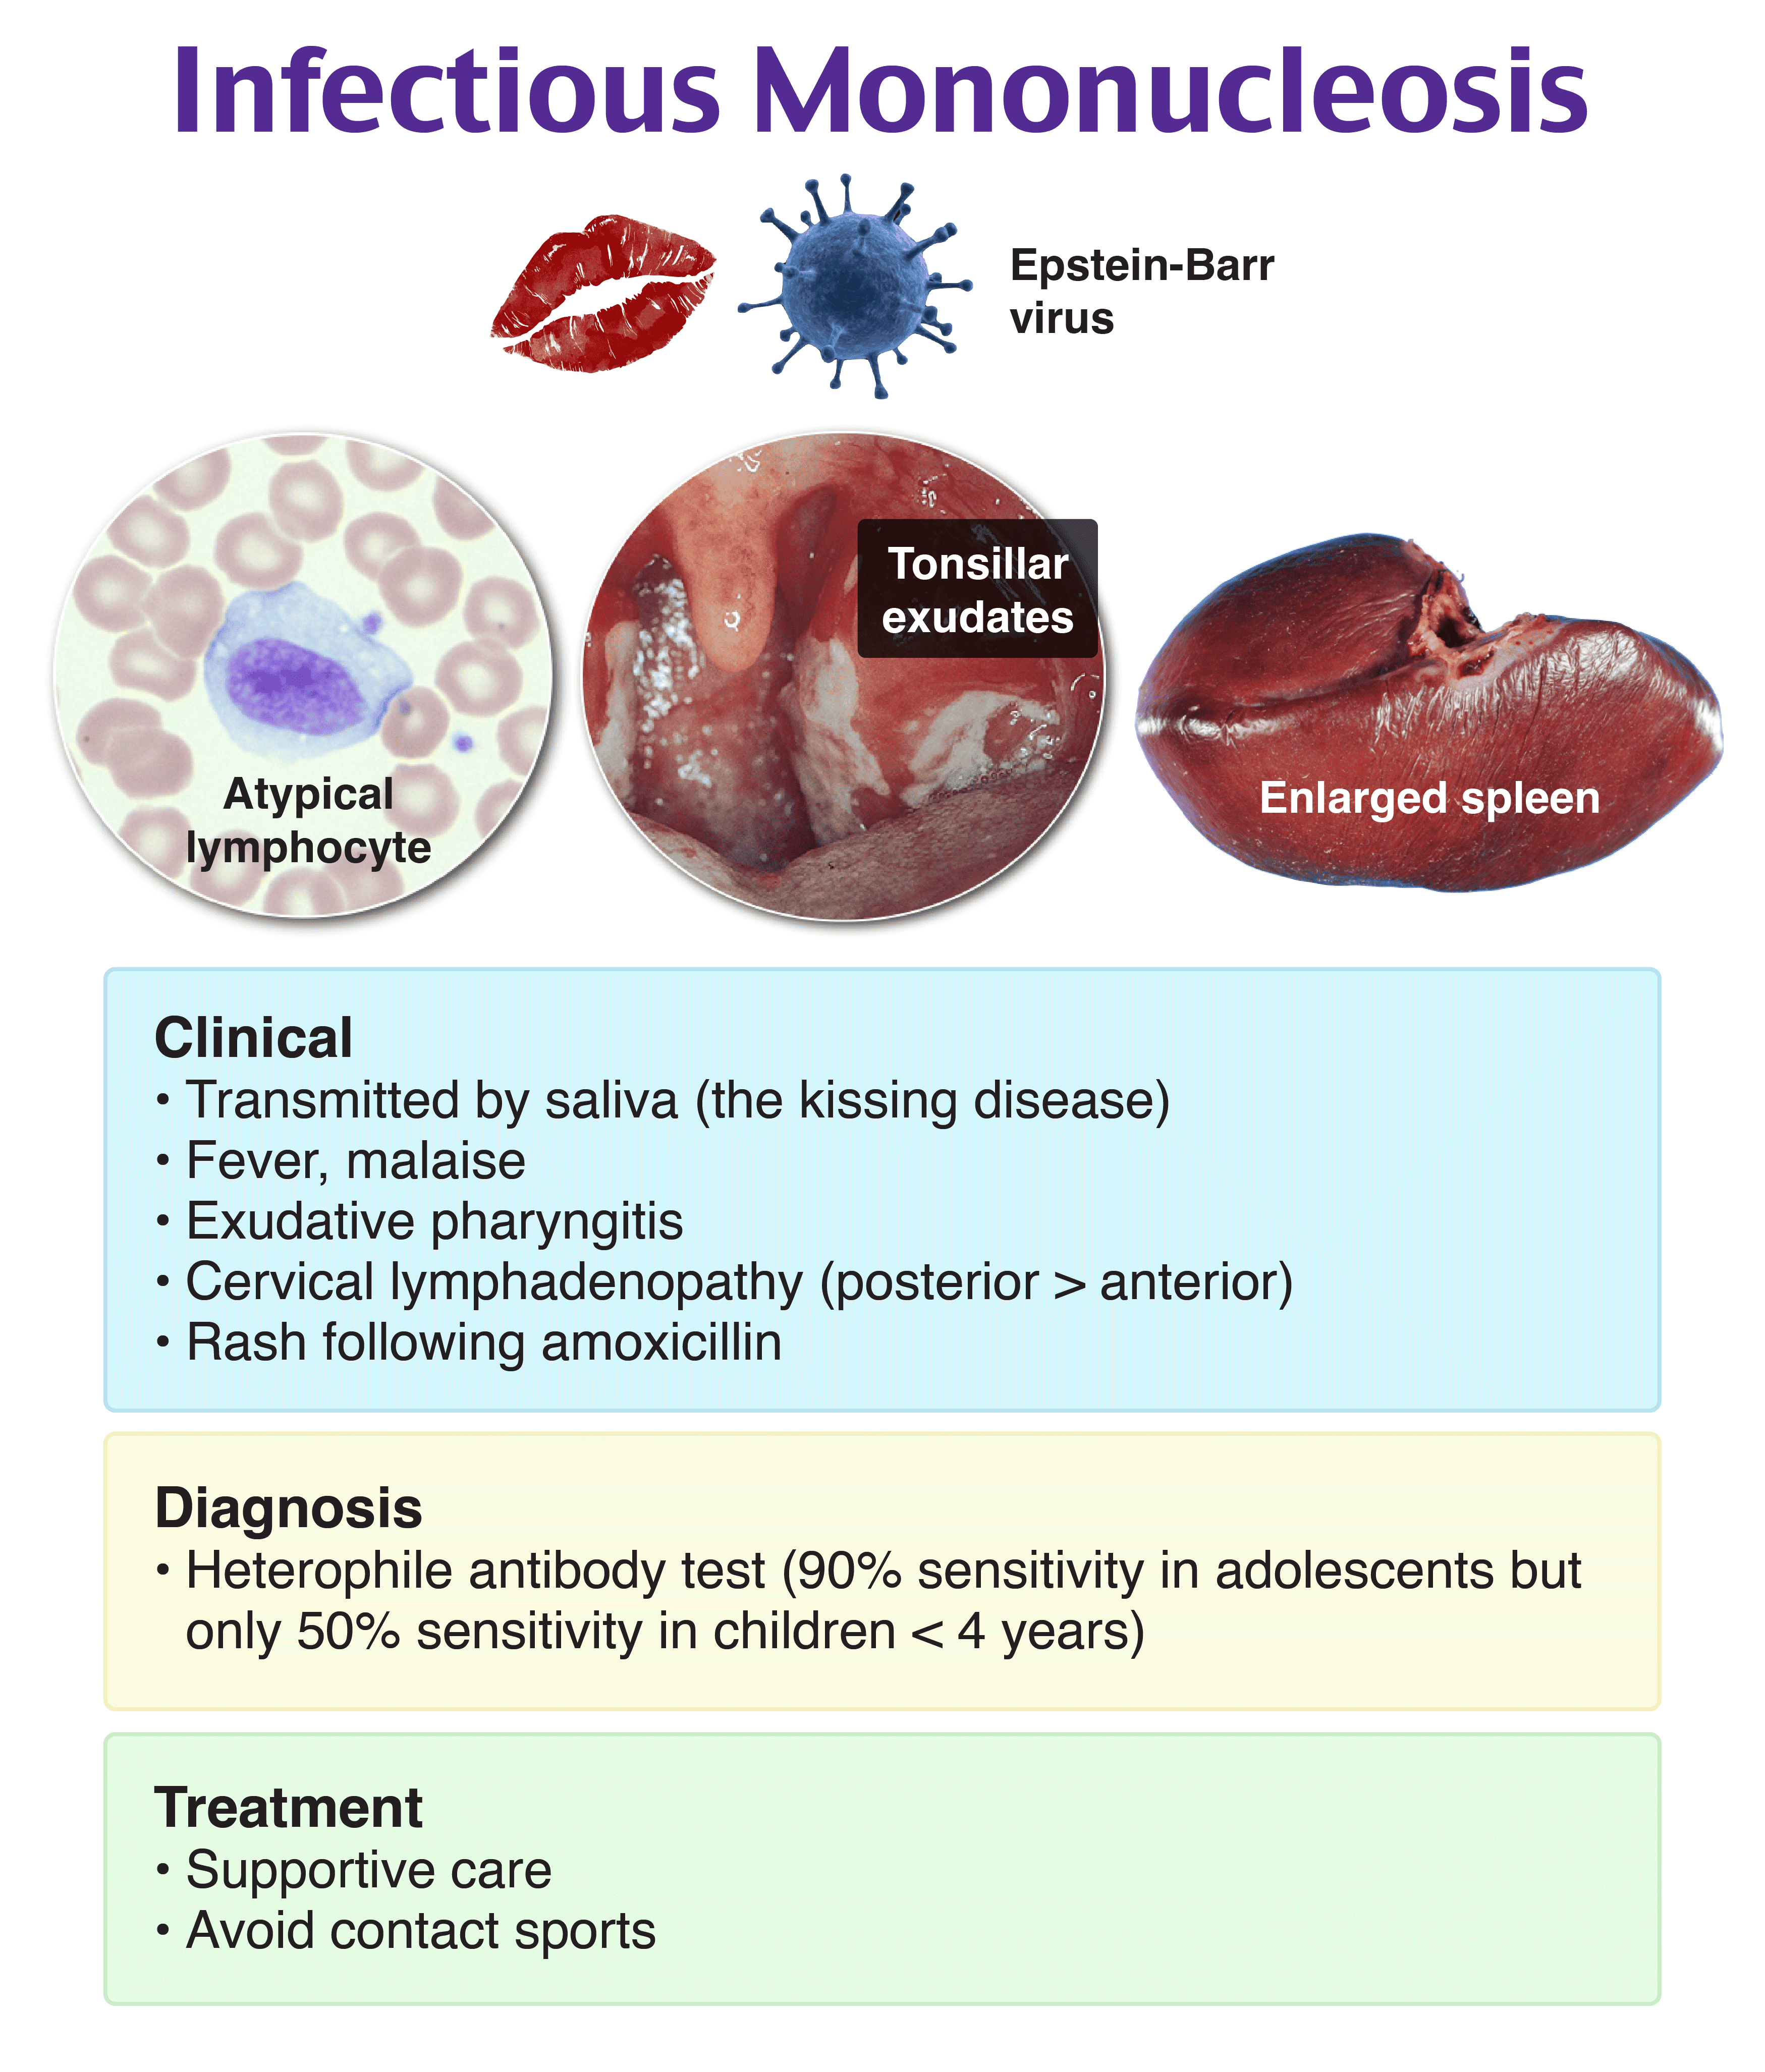 Infectious Mononucleosis
Epstein-Barr
virus
Atypical
lymphocyte
Tonsillar
exudates
Enlarged spleen
Clinical
• Transmitted by saliva (the kissing disease)
• Fever, malaise
• Exudative pharyngitis
• Cervical lymphadenopathy (posterior > anterior)
• Rash following amoxicillin
Diagnosis
• Heterophile antibody test (90% sensitivity in adolescents but
only 50% sensitivity in children < 4 years)
Treatment
• Supportive care
• Avoid contact sports